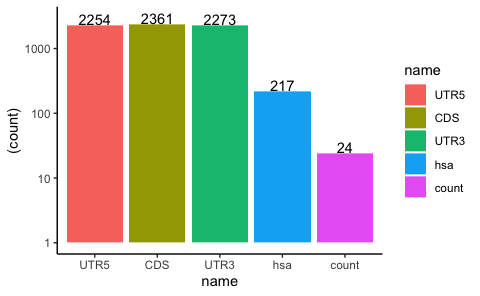 2254
2361
2273
217
24
1000
100
10
1
(count)
UTR5
CDS
UTR3
hsa
count
name
name
UTR5
CDS
UTR3
hsa
count